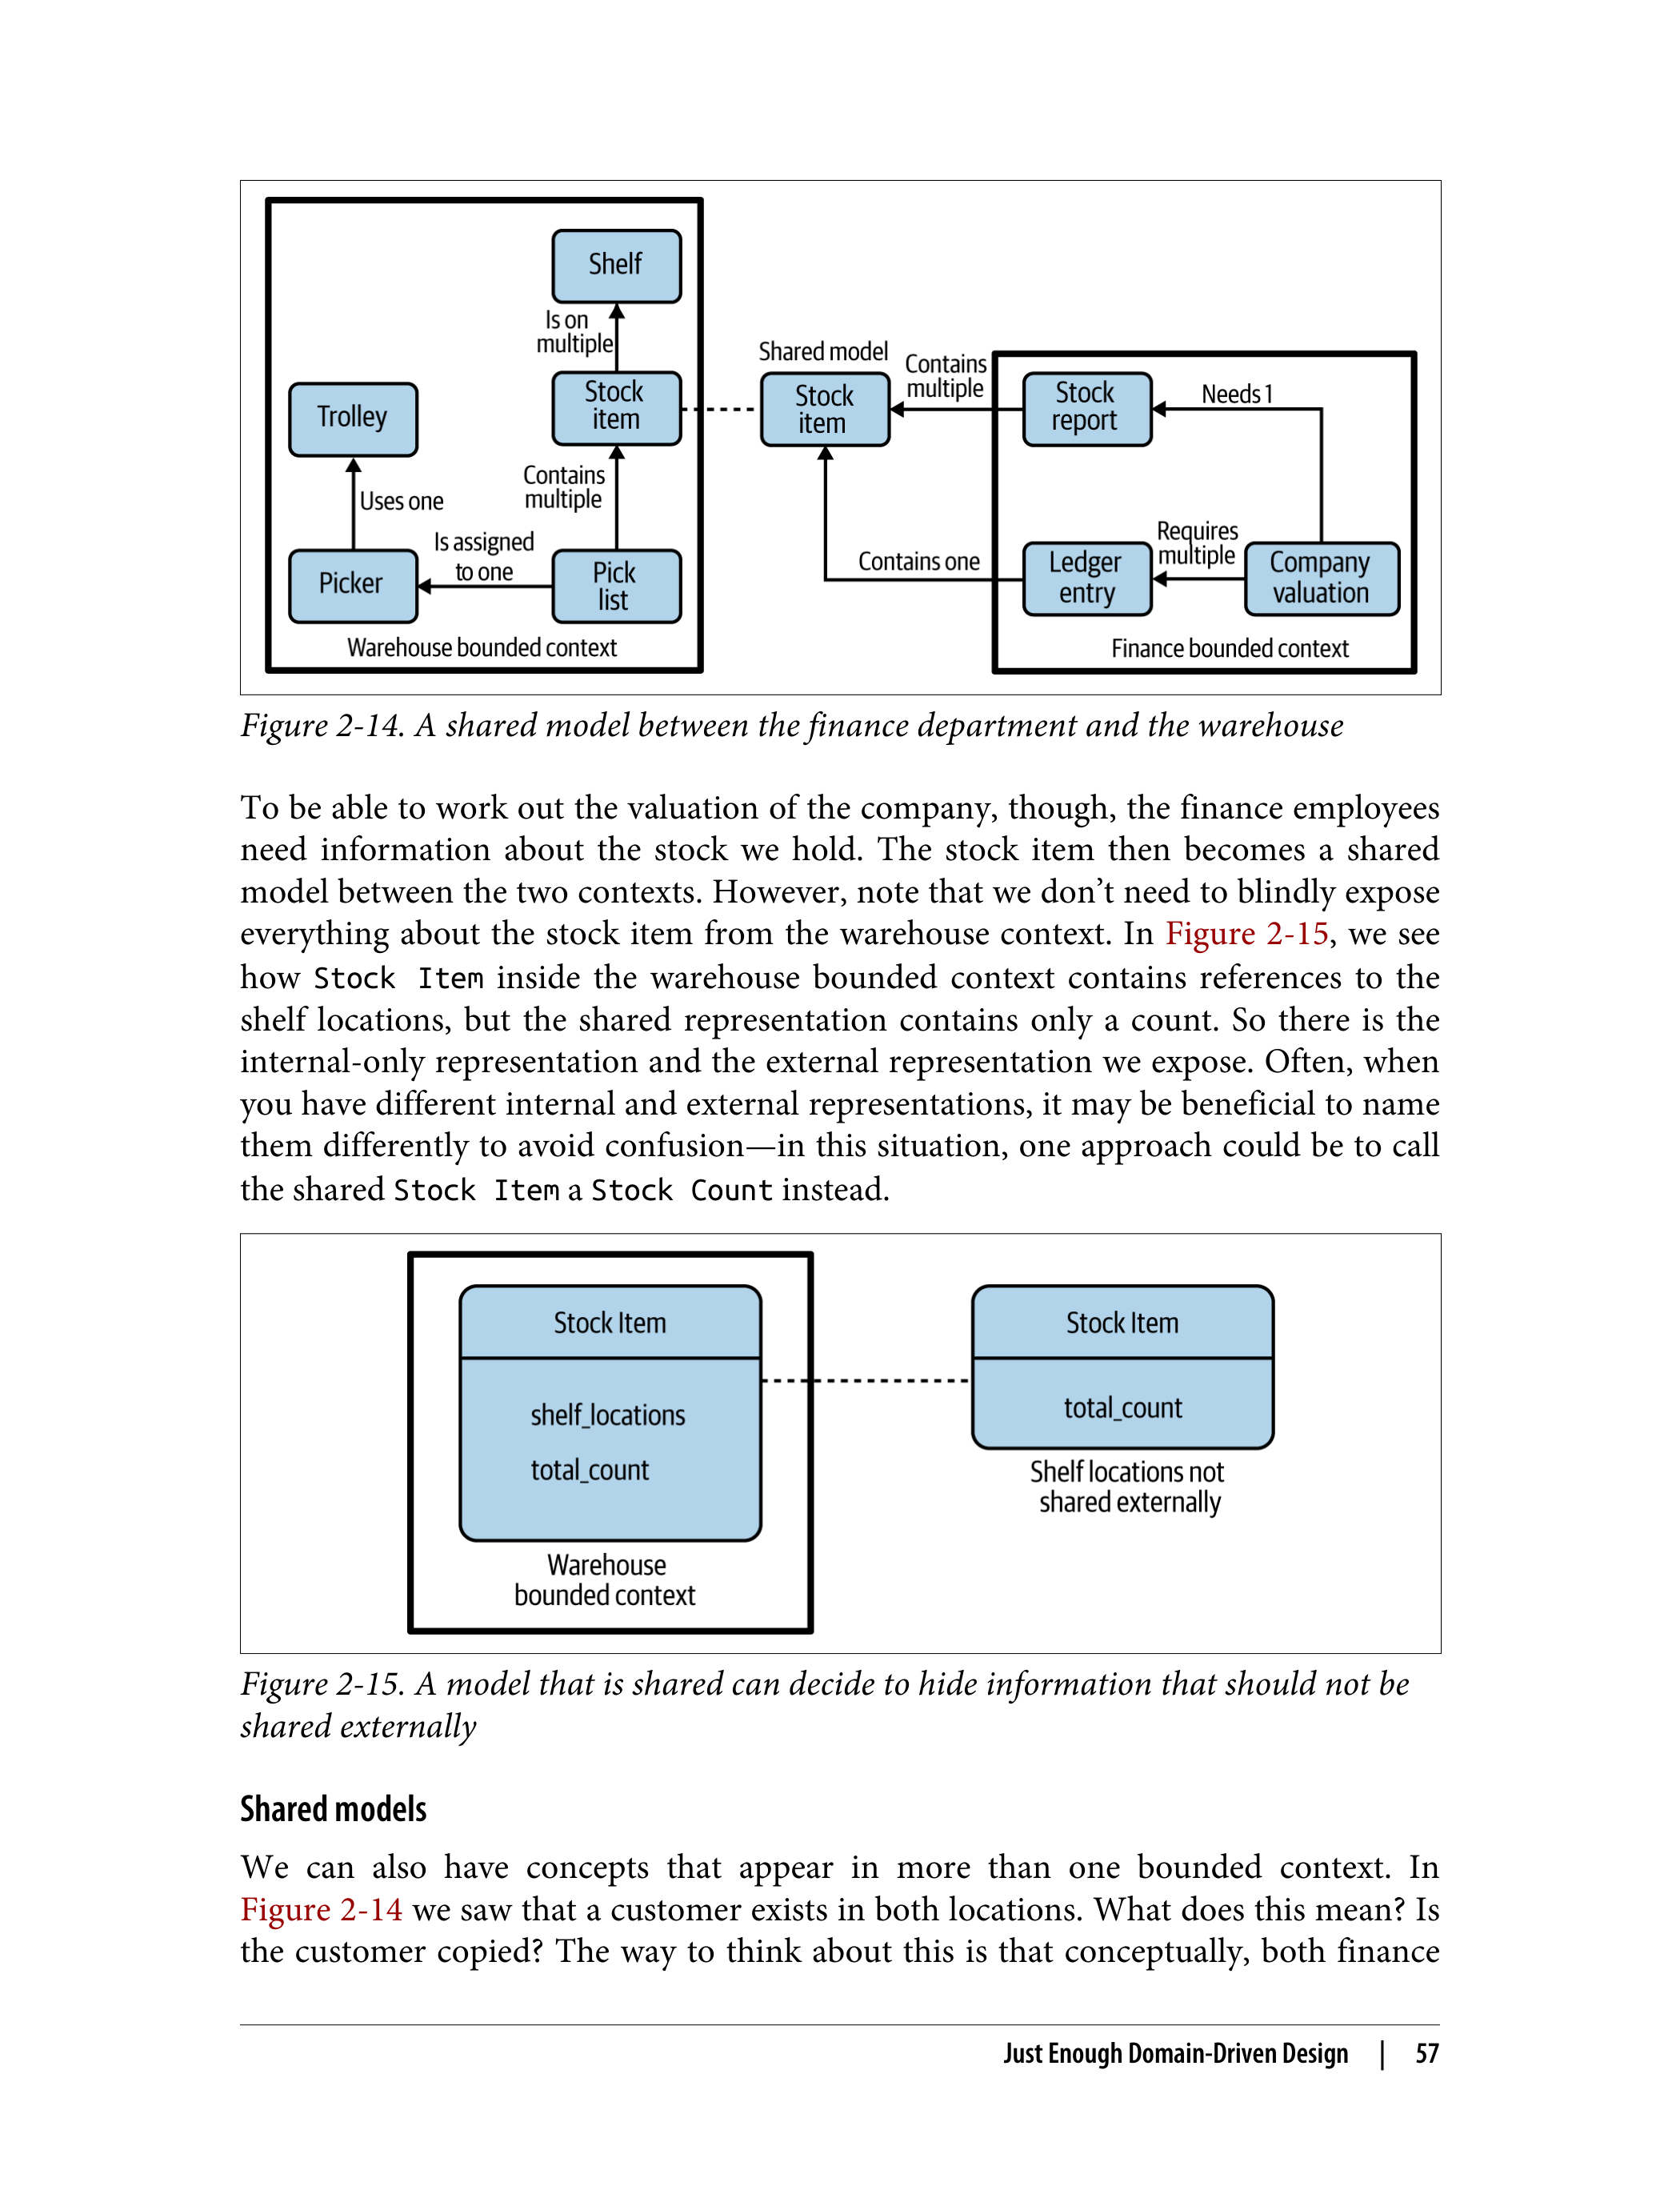 Shelf
Is on
multiple
Shared model
Contains
multiple
Trolley
Stock
item
Stock
item
Stock
report
Needs 1
Uses one
Contains
multiple
Is assigned
to one
Requires
multiple
Picker
Pick
list
Contains one
Ledger
entry
Company
valuation
Warehouse bounded context
Finance bounded context
Figure 2-14. A shared model between the finance department and the warehouse
To be able to work out the valuation of the company, though, the finance employees
need information about the stock we hold. The stock item then becomes a shared
model between the two contexts. However, note that we don’t need to blindly expose
everything about the stock item from the warehouse context. In Figure 2-15, we see
how Stock Item inside the warehouse bounded context contains references to the
shelf locations, but the shared representation contains only a count. So there is the
internal-only representation and the external representation we expose. Often, when
you have different internal and external representations, it may be beneficial to name
them differently to avoid confusion—in this situation, one approach could be to call
the shared Stock Item a Stock Count instead.
Stock Item
shelf_locations
total_count
Warehouse
bounded context
Stock Item
total_count
Shelf locations not
shared externally
Figure 2-15. A model that is shared can decide to hide information that should not be
shared externally
Shared models
We can also have concepts that appear in more than one bounded context. In
Figure 2-14 we saw that a customer exists in both locations. What does this mean? Is
the customer copied? The way to think about this is that conceptually, both finance
Just Enough Domain-Driven Design | 57